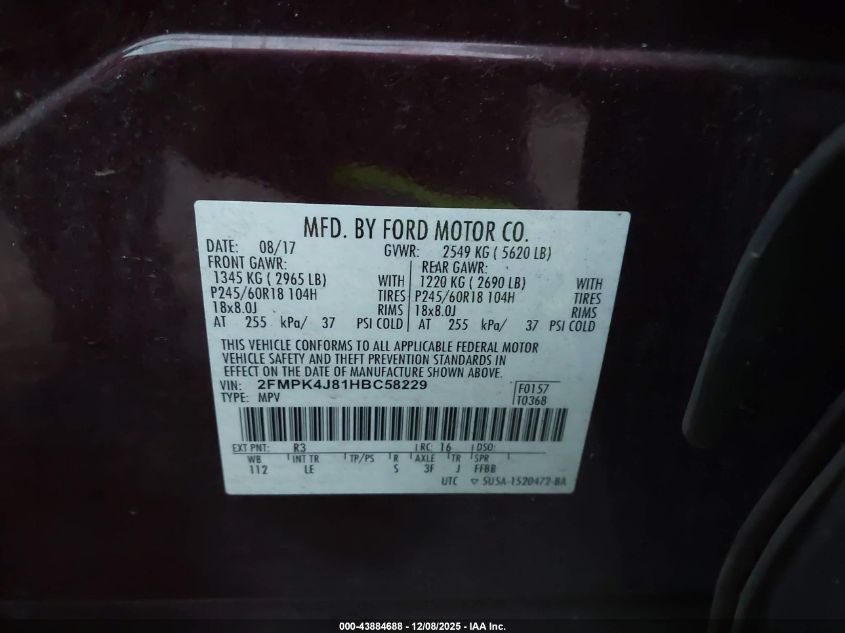 MFD. BY FORD MOTOR CO.
DATE: 08/17 GVWR: 2549 KG ( 5620 LB)
FRONT GAWR: REAR GAWR:
1345 KG ( 2965 LB) WITH 1220 KG ( 2690 LB) WITH
P245/60R18 104H TIRES P245/60R18 104H TIRES
18x8.0J RIMS 18x8.0J RIMS
AT 255 kPa/ 37 PSI COLD AT 255 kPa/ 37 PSI COLD
THIS VEHICLE CONFORMS TO ALL APPLICABLE FEDERAL MOTOR
VEHICLE SAFETY AND THEFT PREVENTION STANDARDS IN
EFFECT ON THE DATE OF MANUFACTURE SHOWN ABOVE.
VIN: 2FMPK4J81HBC58229 F0157
TYPE: MPV T0368
EXT PNT: R3 RC: 16 DSO:
WB INT TR TP/PS R AXLE TR SPR
112 LE S 3F J FFBB
UTC ▽ 5U5A-1520472-BA
000-43884688 - 12/08/2025 - IAA Inc.